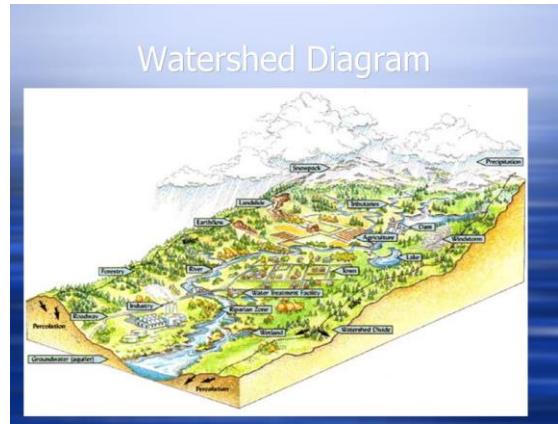 Watershed Diagram
Snowpack
Precipitation
Landslide
Tributaries
Earthflow
Dam
Agriculture
Windstorm
Forestry
River
Lake
Town
Water Treatment Facility
Industry
Riparian Zone
Roadway
Percolation
Wetland
Watershed Divide
Groundwater (aquifer)
Percolation